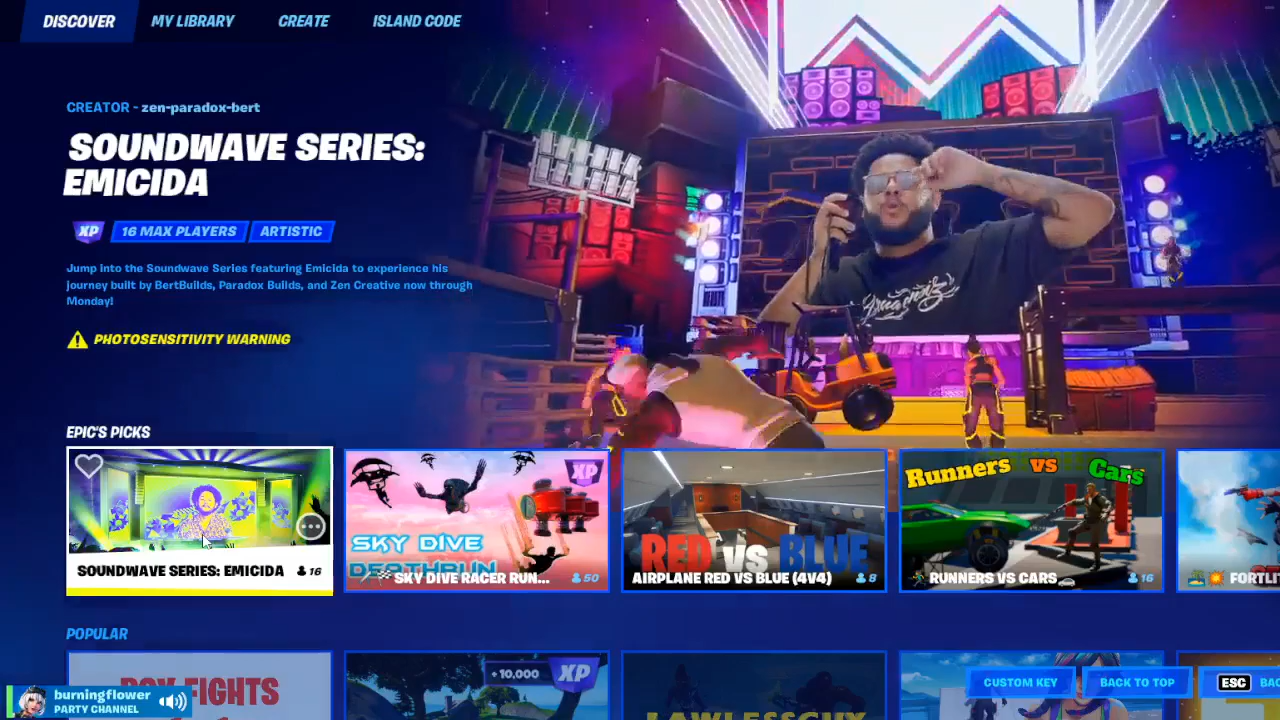 DISCOVER
MY LIBRARY
CREATE
ISLAND CODE
CREATOR - zen-paradox-bert
SOUNDWAVE SERIES:
EMICIDA
XP
16 MAX PLAYERS
ARTISTIC
Jump into the Soundwave Series featuring Emicida to experience his
journey built by BertBuilds, Paradox Builds, and Zen Creative now through
Monday!
PHOTOSENSITIVITY WARNING
EPIC'S PICKS
SOUNDWAVE SERIES: EMICIDA
16
XP
SKY DIVE
DEATHRUN
SKY DIVE RACER RUN...
50
RED VS BLUE
AIRPLANE RED VS BLUE (4V4)
8
Runners vs Cars
RUNNERS VS CARS
16
POPULAR
FIGHTS
+10,000 XP
burningflower
PARTY CHANNEL
CUSTOM KEY
BACK TO TOP
ESC